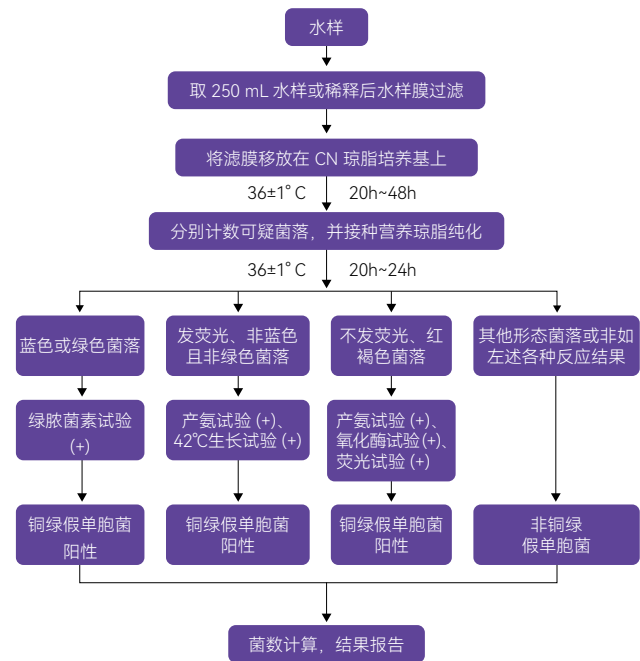 水样
取 250 mL 水样或稀释后水样膜过滤
将滤膜移放在 CN 琼脂培养基上
36±1°C 20h~48h
分别计数可疑菌落，并接种营养琼脂纯化
36±1°C 20h~24h
蓝色或绿色菌落
发荧光、非蓝色
且非绿色菌落
不发荧光、红
褐色菌落
其他形态菌落或非如
左述各种反应结果
绿脓菌素试验
(+)
产氨试验 (+)、
42℃生长试验 (+)
产氨试验 (+)、
氧化酶试验(+)、
荧光试验 (+)
铜绿假单胞菌
阳性
铜绿假单胞菌
阳性
铜绿假单胞菌
阳性
非铜绿
假单胞菌
菌数计算，结果报告